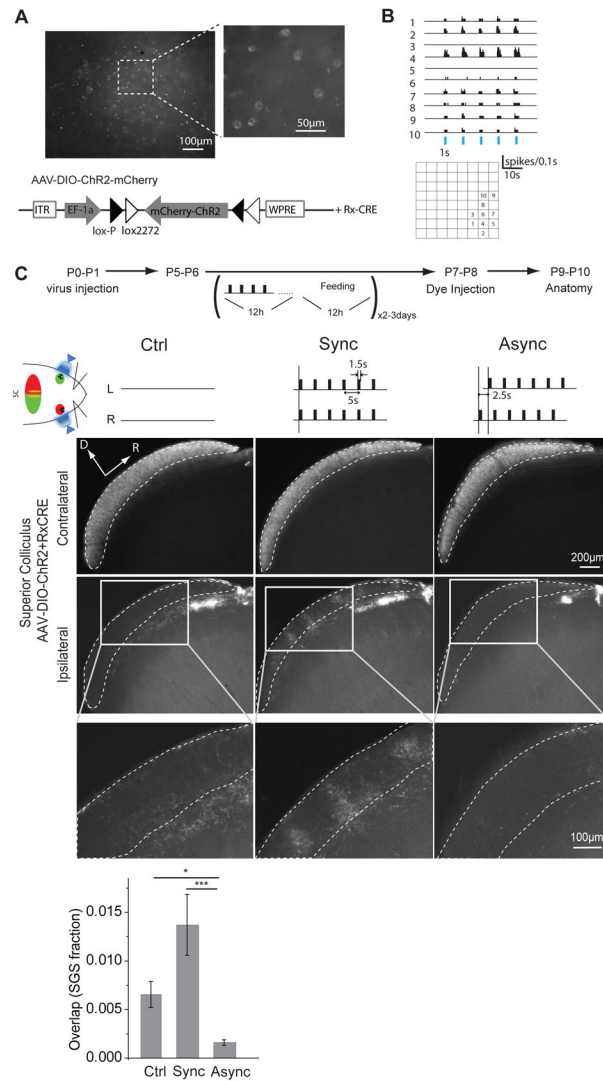 A
100μm
50μm
AAV-DIO-ChR2-mCherry
ITR
EF-1a
mCherry-ChR2
WPRE
+ Rx-CRE
lox-P
lox2272
B
1
2
3
4
5
6
7
8
9
10
1s
spikes/0.1s
10s
10 9
8
3 6 7
1 4 5
2
C
P0-P1
virus injection
P5-P6
Feeding
12h
12h
x2-3days
P7-P8
Dye Injection
P9-P10
Anatomy
Ctrl
Sync
Async
SC
L
R
1.5s
5s
2.5s
Superior Colliculus
AAV-DIO-ChR2+RxCRE
Contralateral
D
R
200μm
Ipsilateral
100μm
Overlap (SGS fraction)
0.015
0.010
0.005
0.000
*
***
Ctrl Sync Async